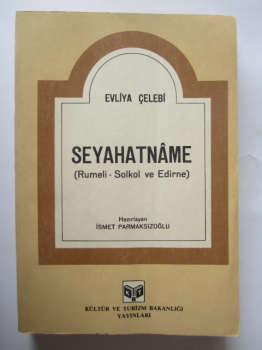 EVLİYA ÇELEBİ
SEYAHATNÂME
(Rumeli - Solkol ve Edirne)
Hazırlayan
İSMET PARMAKSIZOĞLU
KÜLTÜR VE TURİZM BAKANLIĞI
YAYINLARI